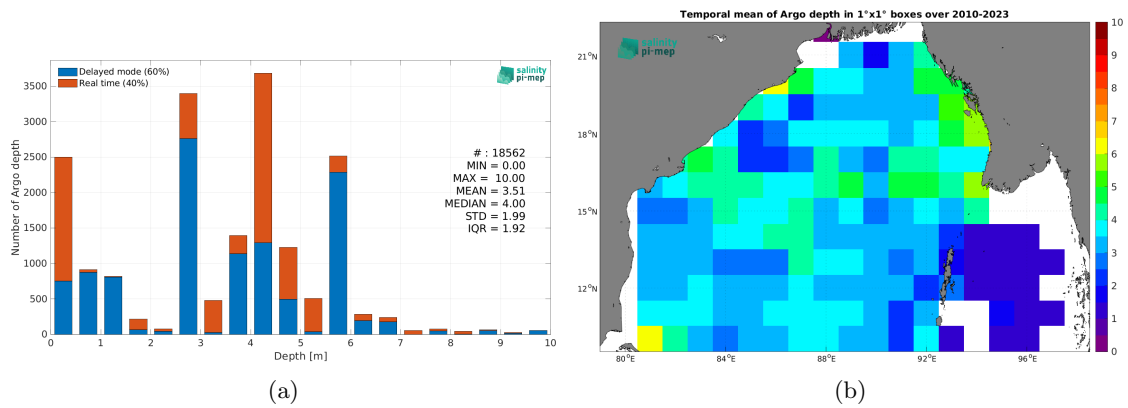 Delayed mode (60%)
Real time (40%)
salinity
pi-mep
# : 18562
MIN = 0.00
MAX = 10.00
MEAN = 3.51
MEDIAN = 4.00
STD = 1.99
IQR = 1.92
Number of Argo depth
3500
3000
2500
2000
1500
1000
500
0
0 1 2 3 4 5 6 7 8 9 10
Depth [m]
(a)
Temporal mean of Argo depth in 1°x1° boxes over 2010-2023
salinity
pi-mep
21°N
18°N
15°N
12°N
80°E 84°E 88°E 92°E 96°E
10
9
8
7
6
5
4
3
2
1
0
(b)